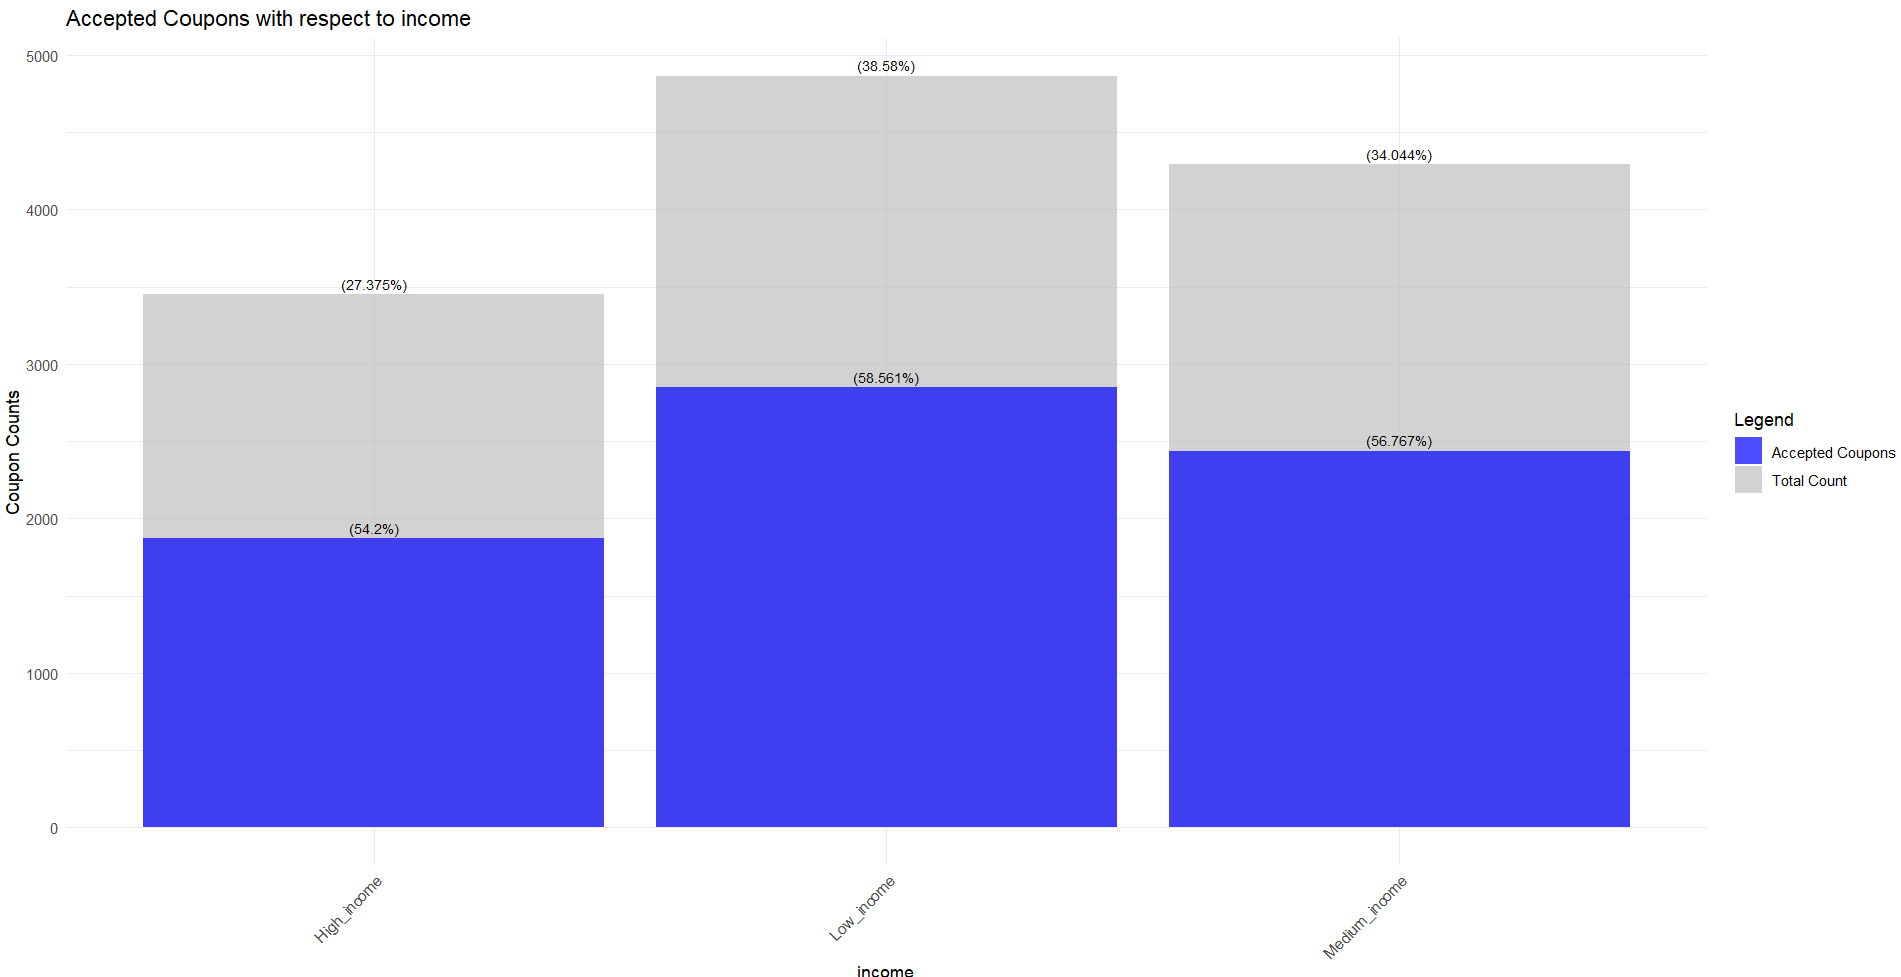 Accepted Coupons with respect to income
Coupon Counts
5000
4000
3000
2000
1000
0
(27.375%)
(54.2%)
(38.58%)
(58.561%)
(34.044%)
(56.767%)
High_income
Low_income
Medium_income
income
Legend
Accepted Coupons
Total Count